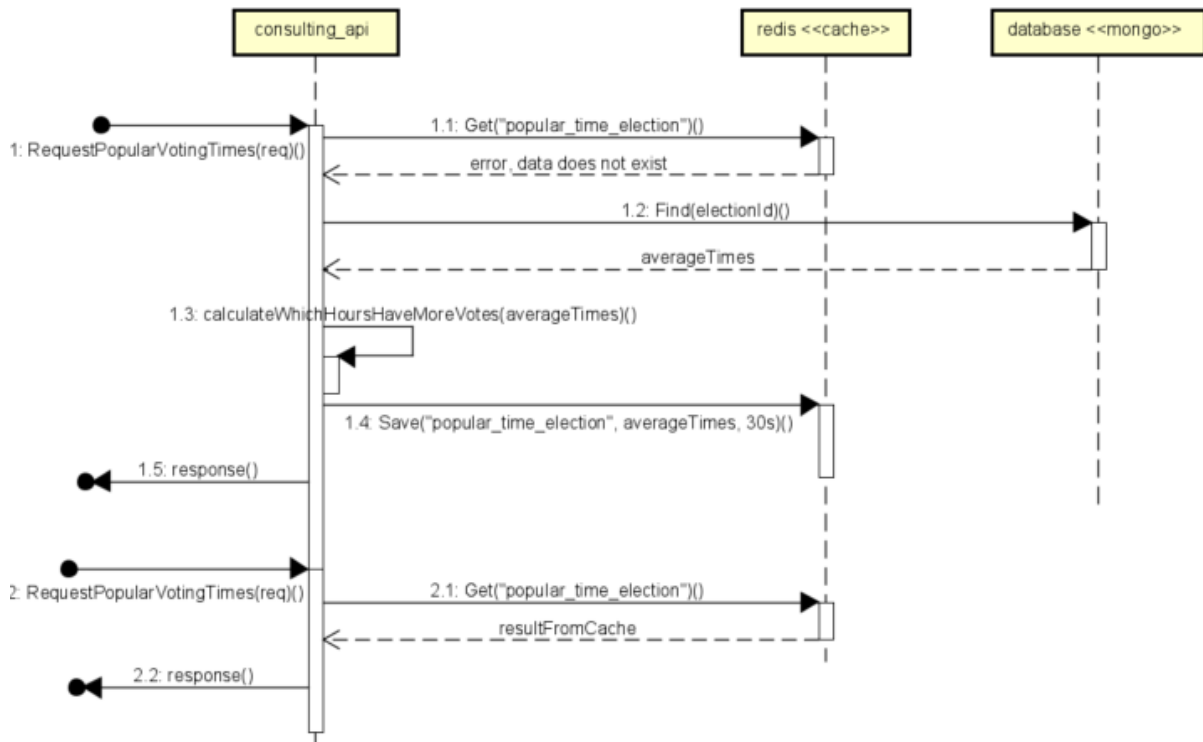 consulting_api
redis <<cache>>
database <<mongo>>
1.1: Get("popular_time_election")()
1: RequestPopularVotingTimes(req)()
error, data does not exist
1.2: Find(electionId)()
averageTimes
1.3: calculateWhichHoursHaveMoreVotes(averageTimes)()
1.4: Save("popular_time_election", averageTimes, 30s)()
1.5: response()
2: RequestPopularVotingTimes(req)()
2.1: Get("popular_time_election")()
resultFromCache
2.2: response()